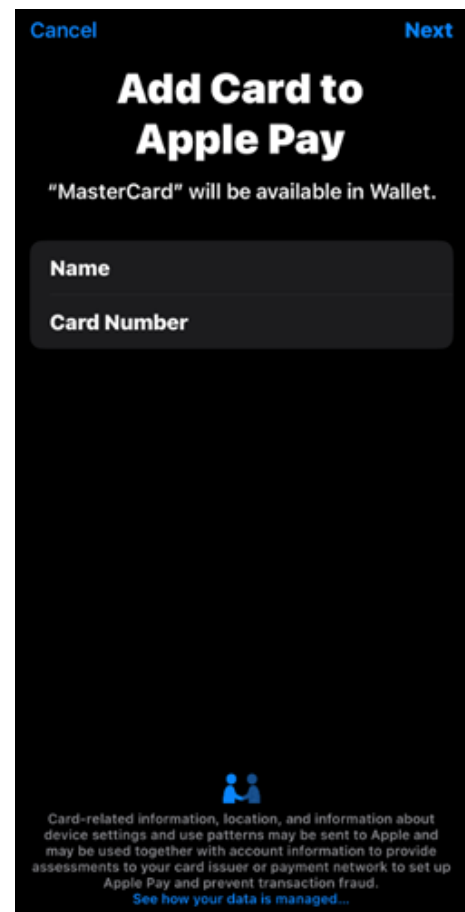 Cancel Next
Add Card to
Apple Pay
"MasterCard" will be available in Wallet.
Name
Card Number
Card-related information, location, and information about
device settings and use patterns may be sent to Apple and
may be used together with account information to provide
assessments to your card issuer or payment network to set up
Apple Pay and prevent transaction fraud.
See how your data is managed...